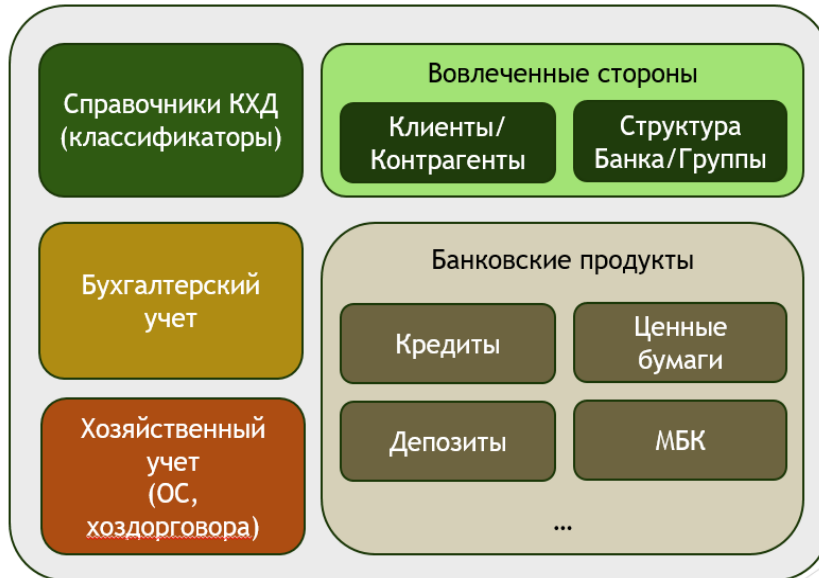 Справочники КХД
(классификаторы)
Вовлеченные стороны
Клиенты/
Контрагенты
Структура
Банка/Группы
Бухгалтерский
учет
Банковские продукты
Кредиты
Ценные
бумаги
Депозиты
МБК
...
Хозяйственный
учет
(ОС,
хоздорговора)